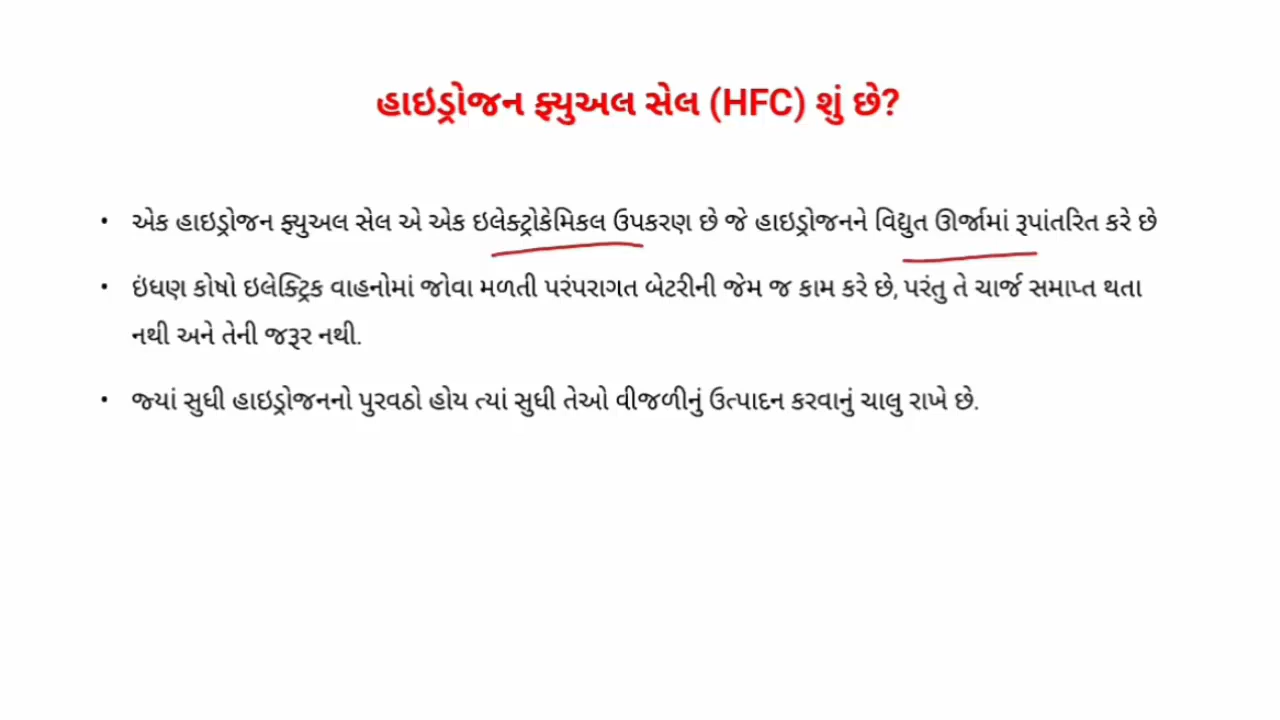 હાઇડ્રોજન ફ્યુઅલ સેલ (HFC) શું છે?
• એક હાઇડ્રોજન ફ્યુઅલ સેલ એ એક ઇલેક્ટ્રોકેમિકલ ઉપકરણ છે જે હાઇડ્રોજનને વિદ્યુત ઊર્જામાં રૂપાંતરિત કરે છે
• ઇંધણ કોષો ઇલેક્ટ્રિક વાહનોમાં જોવા મળતી પરંપરાગત બેટરીની જેમ જ કામ કરે છે, પરંતુ તે ચાર્જ સમાપ્ત થતા
નથી અને તેની જરૂર નથી.
• જ્યાં સુધી હાઇડ્રોજનનો પુરવઠો હોય ત્યાં સુધી તેઓ વીજળીનું ઉત્પાદન કરવાનું ચાલુ રાખે છે.